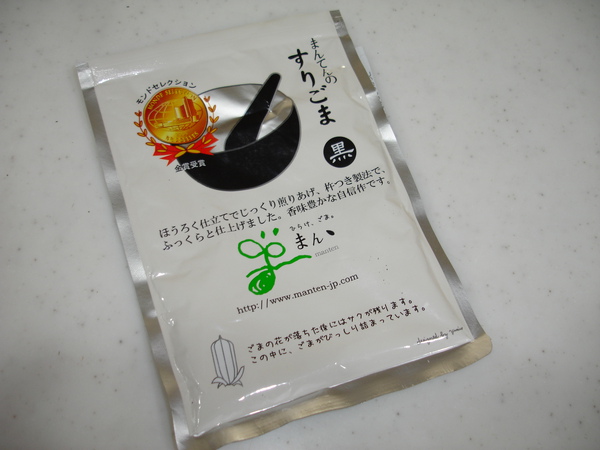 まんてんの
すりごま
黒
モンドセレクション
金賞受賞
ほうろく仕立てでじっくり煎りあげ、杵つき製法で、
ふっくらと仕上げました。香味豊かな自信作です。
ひらけ、ごま。
まん、
manten
http://www.manten-jp.com
ごまの花が落ちた後にはサクが残ります。
この中に、ごまがびっしり詰まっています。